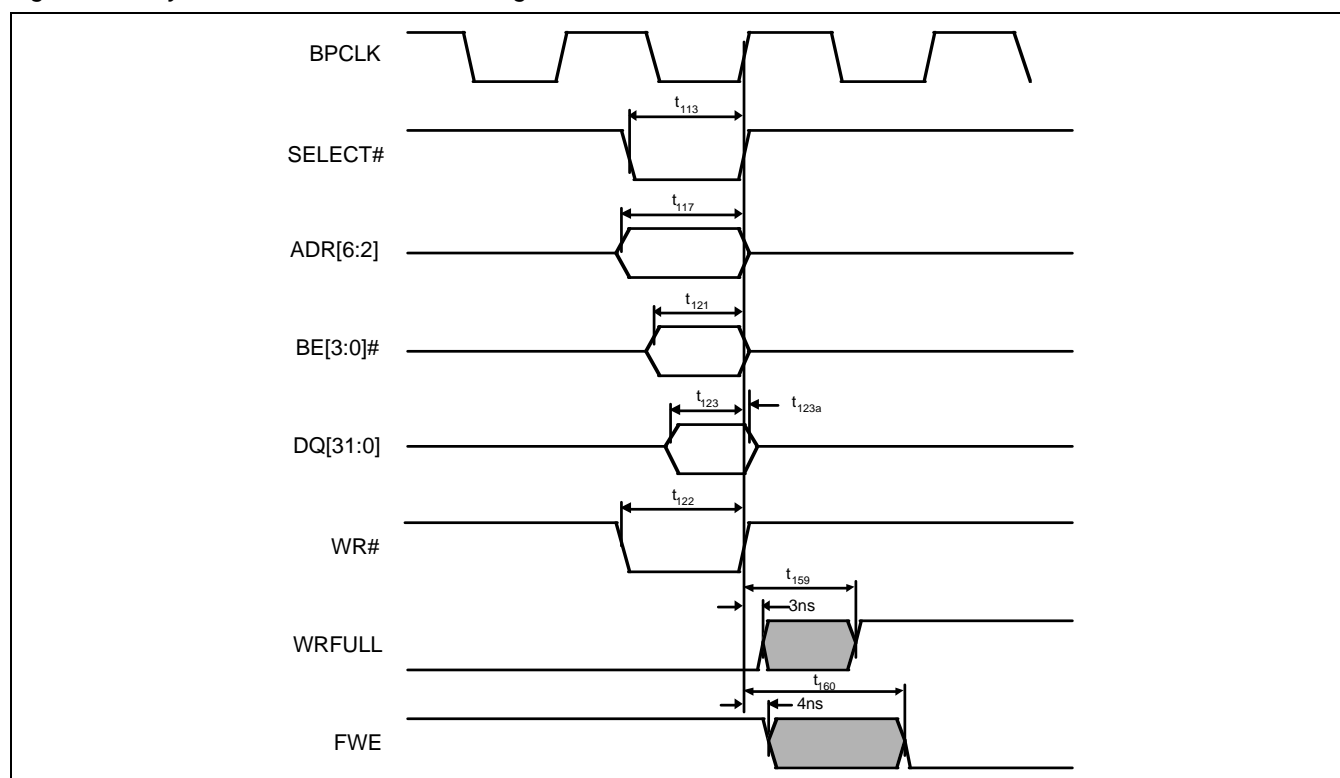 BPCLK
t113
SELECT#
t117
ADR[6:2]
t121
BE[3:0]#
t123
t123a
DQ[31:0]
t122
WR#
t159
3ns
WRFULL
t160
4ns
FWE